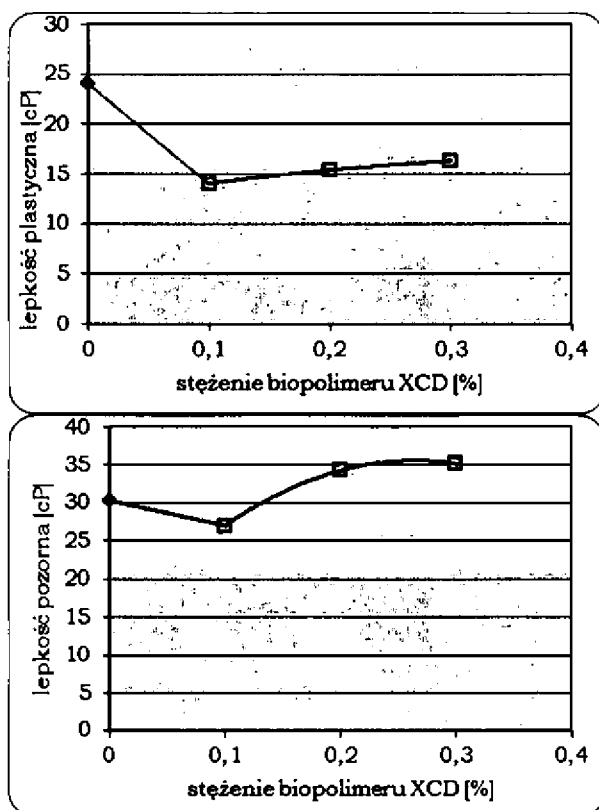 lepkość plastyczna [cP]
30
25
20
15
10
5
0
0 0,1 0,2 0,3 0,4
stężenie biopolimeru XCD [%]
lepkość pozorna [cP]
40
35
30
25
20
15
10
5
0
0 0,1 0,2 0,3 0,4
stężenie biopolimeru XCD [%]